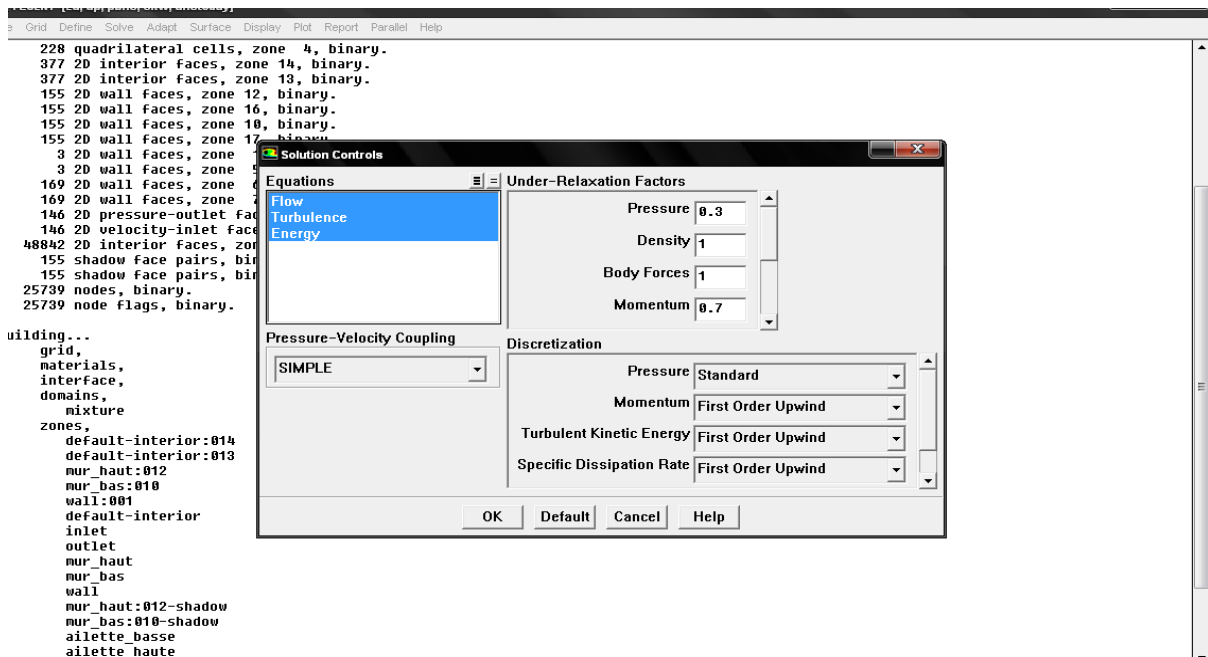 Grid Define Solve Adapt Surface Display Plot Report Parallel Help
228 quadrilateral cells, zone 4, binary.
377 2D interior faces, zone 14, binary.
377 2D interior faces, zone 13, binary.
155 2D wall faces, zone 12, binary.
155 2D wall faces, zone 16, binary.
155 2D wall faces, zone 10, binary.
155 2D wall faces, zone 17, binary.
3 2D wall faces, zone
3 2D wall faces, zone
169 2D wall faces, zone
169 2D wall faces, zone
146 2D pressure-outlet
146 2D velocity-inlet face
48842 2D interior faces,
155 shadow face pairs,
155 shadow face pairs,
25739 nodes, binary.
25739 node flags, binary.
uilding...
grid,
materials,
interface,
domains,
mixture
zones,
default-interior:014
default-interior:013
mur_haut:012
mur_bas:010
wall:001
default-interior
inlet
outlet
mur_haut
mur_bas
wall
mur_haut:012-shadow
mur_bas:010-shadow
ailette_basse
ailette_haute
Solution Controls
Equations
Flow
Turbulence
Energy
Under-Relaxation Factors
Pressure 0.3
Density 1
Body Forces 1
Momentum 0.7
Pressure-Velocity Coupling
SIMPLE
Discretization
Pressure Standard
Momentum First Order Upwind
Turbulent Kinetic Energy First Order Upwind
Specific Dissipation Rate First Order Upwind
OK Default Cancel Help